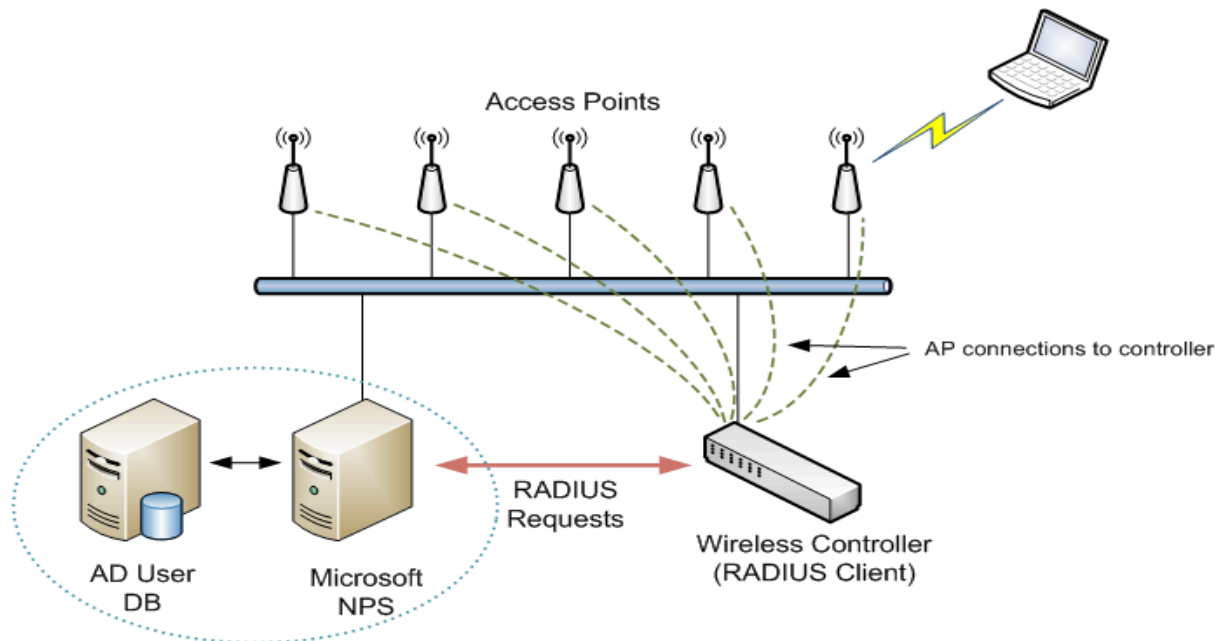 Access Points
AP connections to controller
RADIUS
Requests
Wireless Controller
(RADIUS Client)
AD User
DB
Microsoft
NPS